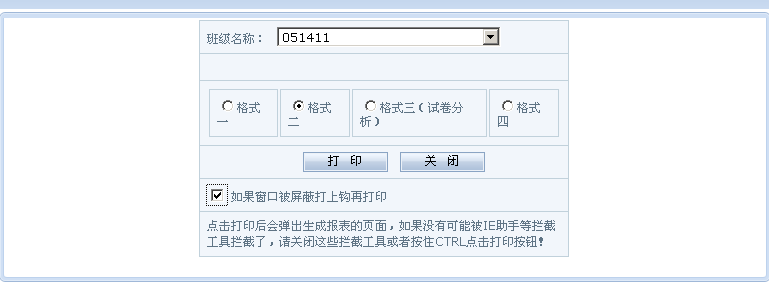 班级名称： 051411
格式一 格式二 格式三（试卷分析） 格式四
打 印 关 闭
如果窗口被屏蔽打上钩再打印
点击打印后会弹出生成报表的页面，如果没有可能被IE助手等拦截
工具拦截了，请关闭这些拦截工具或者按住CTRL点击打印按钮！